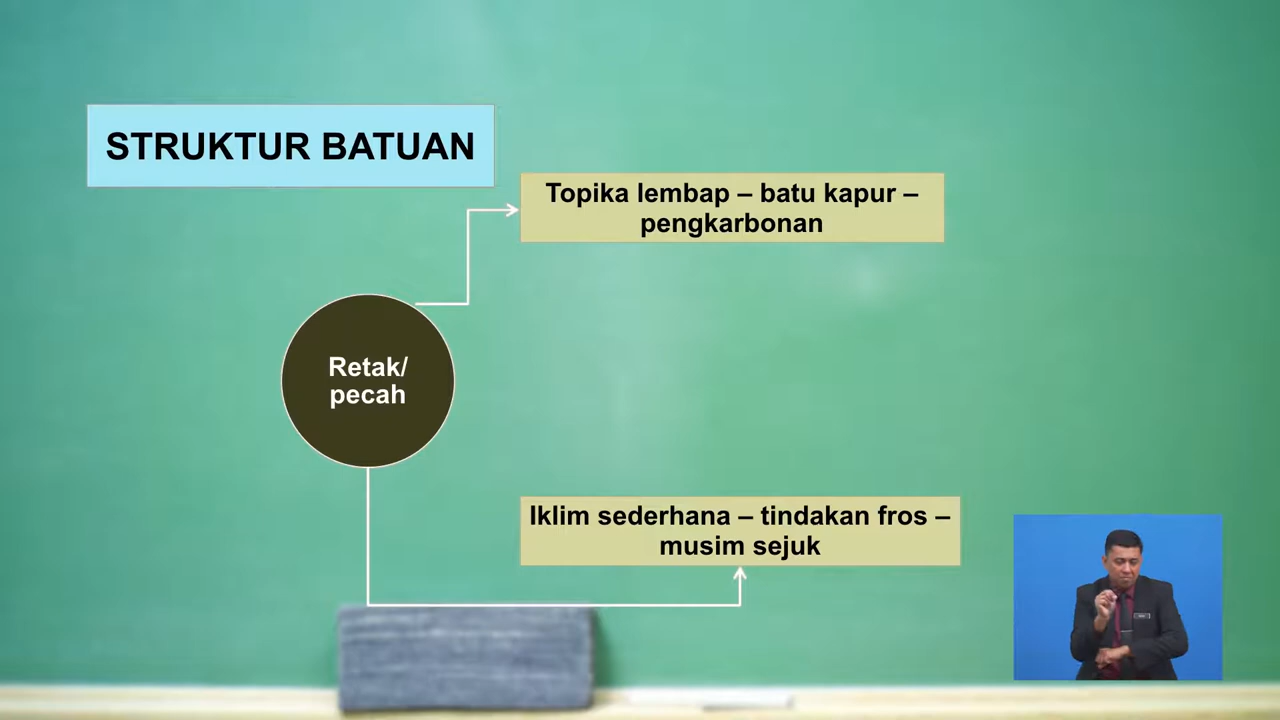 STRUKTUR BATUAN
Topika lembap – batu kapur –
pengkarbonan
Retak/
pecah
Iklim sederhana – tindakan fros –
musim sejuk